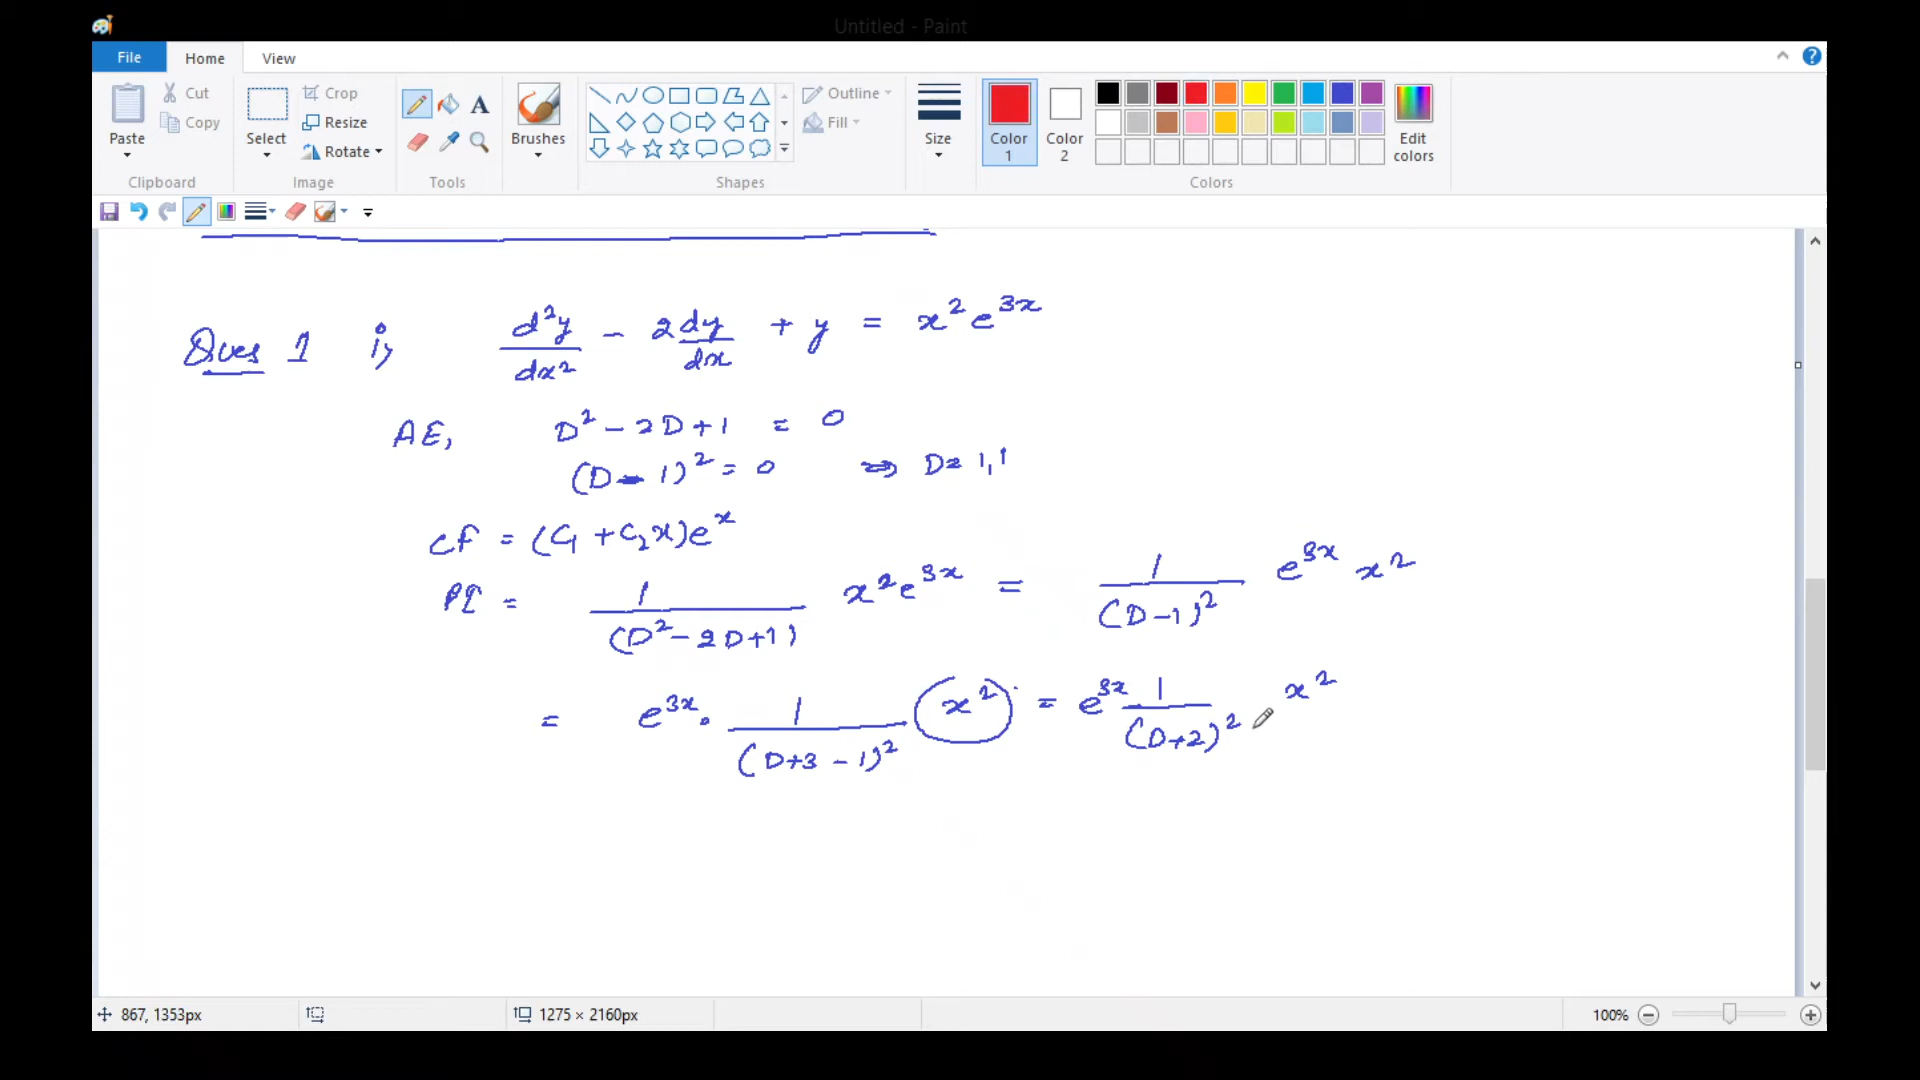 Untitled - Paint
File Home View
Paste Cut Copy Select Crop Resize Rotate A Brushes Outline Fill Size Color 1 Color 2 Edit colors
Clipboard Image Tools Shapes Colors
Ques 1 i, d²y/dx² - 2dy/dx + y = x² e^3x
AE, D² - 2D + 1 = 0
(D - 1)² = 0 ⇒ D = 1,1
CF = (C₁ + C₂x)e^x
PI = 1/(D² - 2D + 1) x² e^3x = 1/(D - 1)² e^3x x²
= e^3x . 1/(D+3 - 1)² x² = e^3x 1/(D+2)² x²
867, 1353px 1275 × 2160px 100%